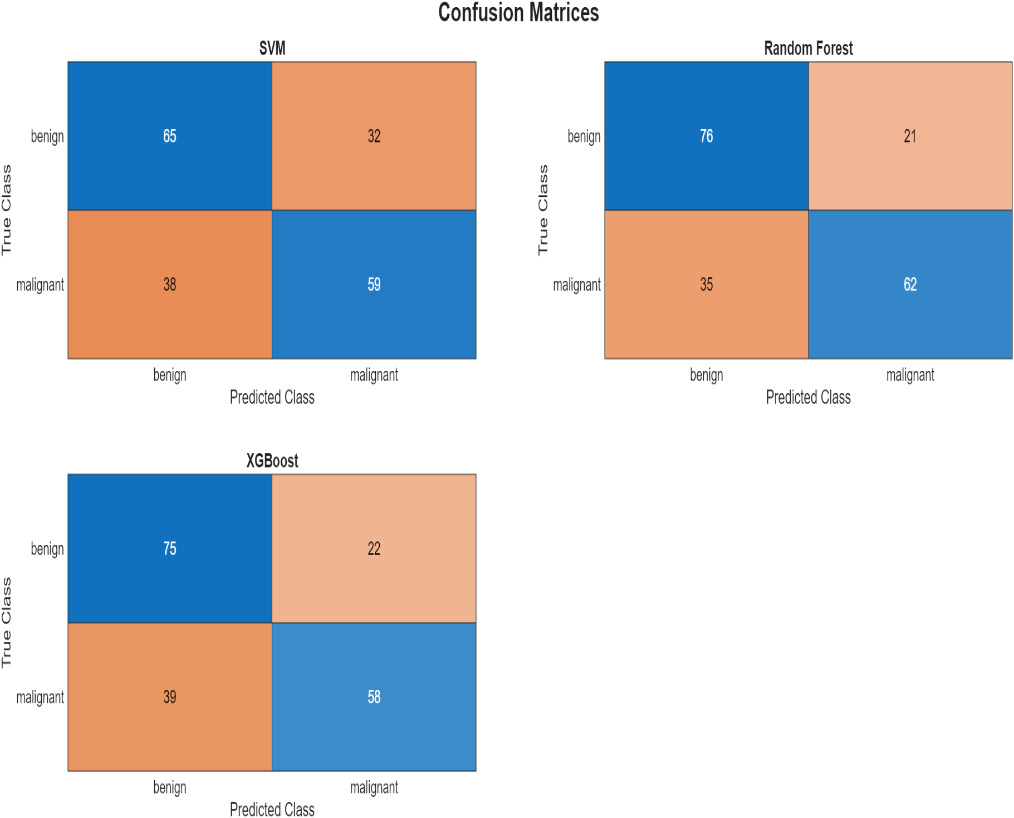 Confusion Matrices
SVM
True Class
benign
65
32
malignant
38
59
benign
malignant
Predicted Class
Random Forest
True Class
benign
76
21
malignant
35
62
benign
malignant
Predicted Class
XGBoost
True Class
benign
75
22
malignant
39
58
benign
malignant
Predicted Class